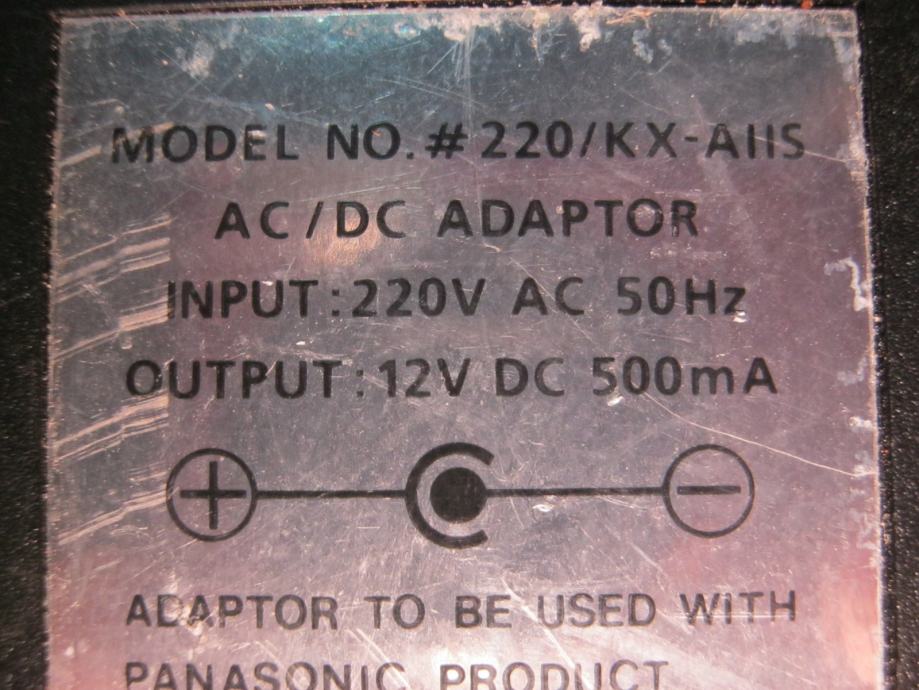 MODEL NO.#220/KX-A11S
AC/DC ADAPTOR
INPUT:220V AC 50Hz
OUTPUT:12V DC 500mA
ADAPTOR TO BE USED WITH
PANASONIC PRODUCT